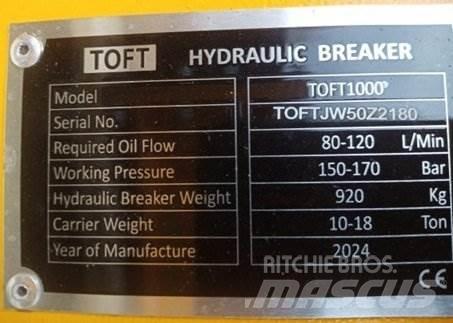 TOFT HYDRAULIC BREAKER
Model TOFT1000
Serial No. TOFTJW50Z2180
Required Oil Flow 80-120 L/Min
Working Pressure 150-170 Bar
Hydraulic Breaker Weight 920 Kg
Carrier Weight 10-18 Ton
Year of Manufacture 2024
CE
RITCHIE BROS.
MASCUS